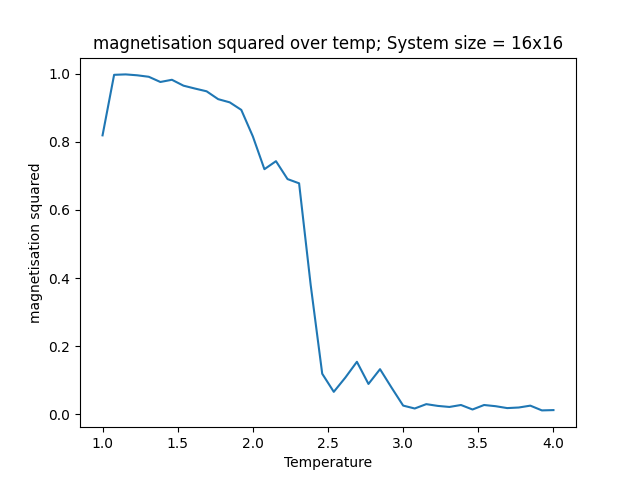 magnetisation squared over temp; System size = 16x16
1.0
0.8
0.6
0.4
0.2
0.0
magnetisation squared
1.0 1.5 2.0 2.5 3.0 3.5 4.0
Temperature